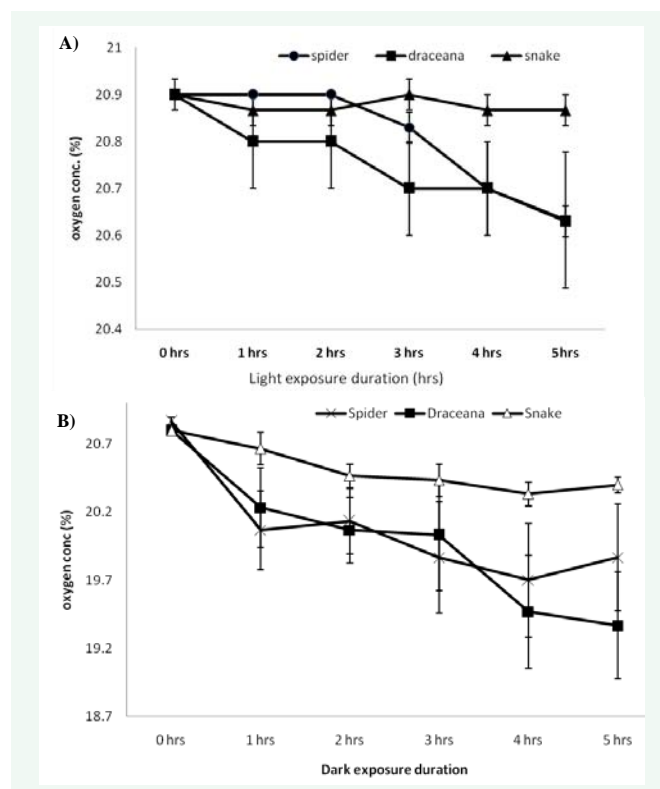 A)
21
spider draceana snake
20.9
20.8
20.7
20.6
20.5
20.4
oxygen conc. (%)
0 hrs 1 hrs 2 hrs 3 hrs 4 hrs 5hrs
Light exposure duration (hrs)
B)
Spider Draceana Snake
20.7
20.2
19.7
19.2
18.7
oxygen conc (%)
0 hrs 1 hrs 2 hrs 3 hrs 4 hrs 5 hrs
Dark exposure duration